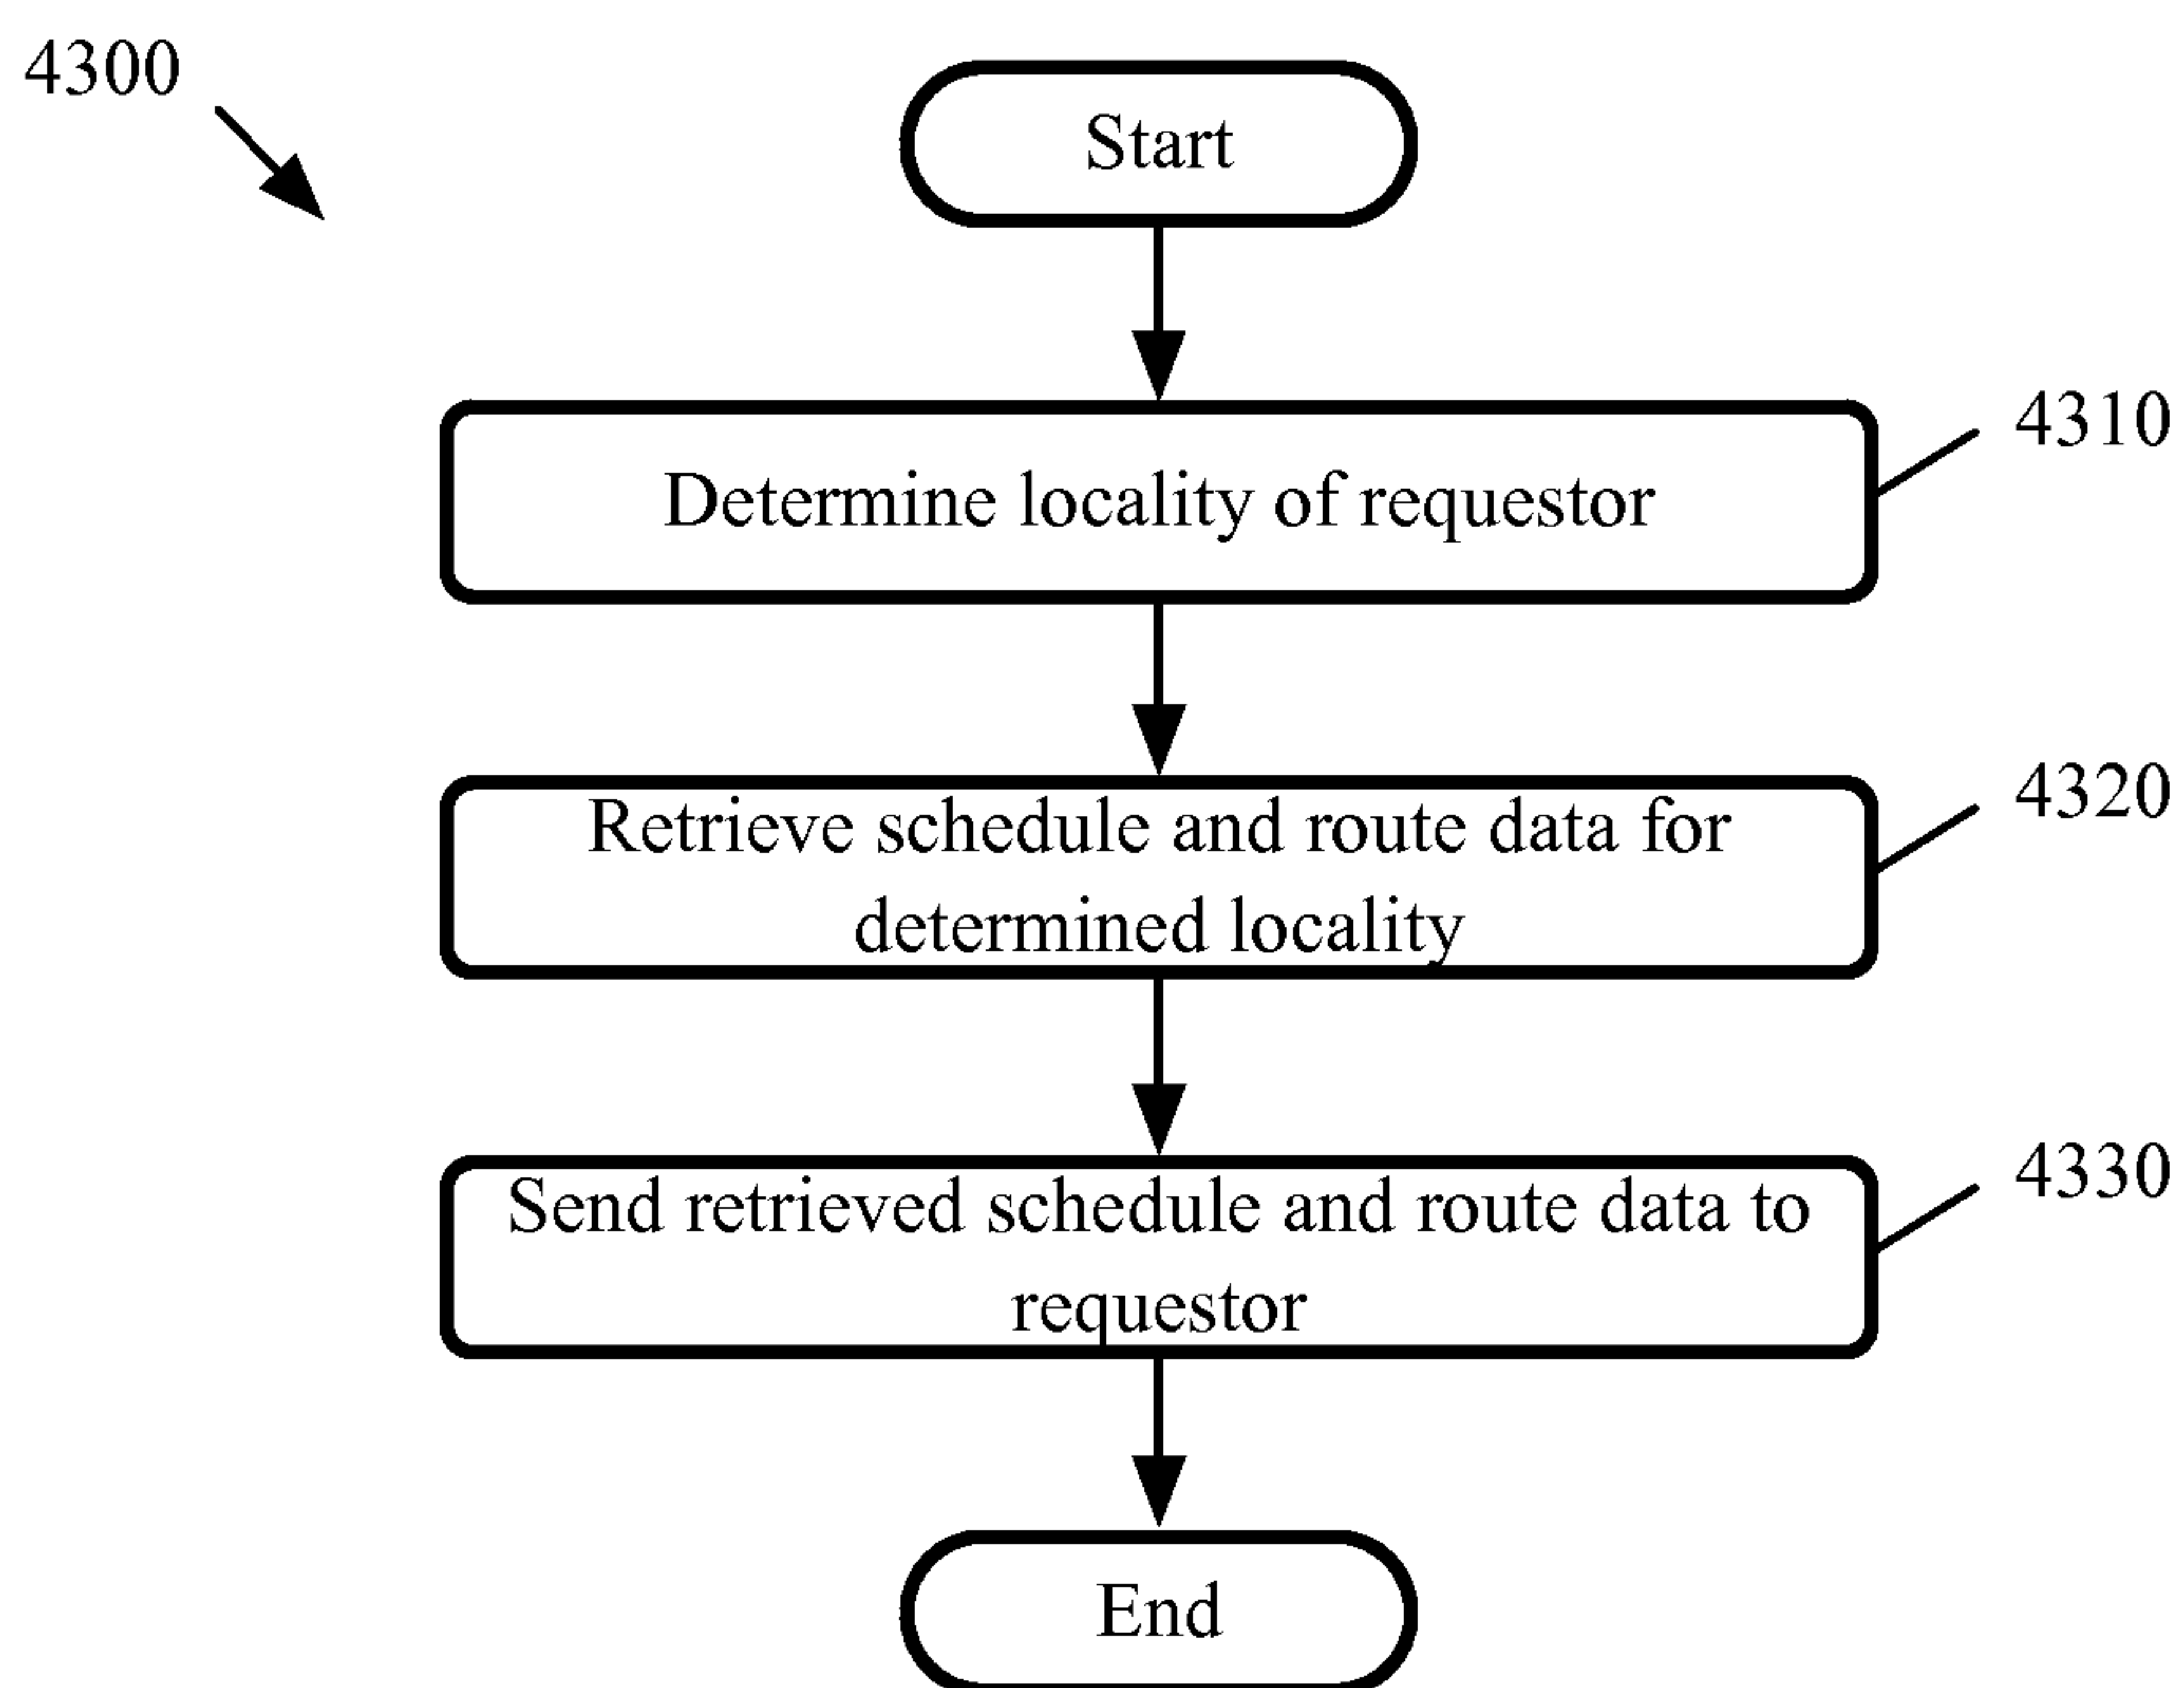 4300
Start
Determine locality of requestor
4310
Retrieve schedule and route data for
determined locality
4320
Send retrieved schedule and route data to
requestor
4330
End